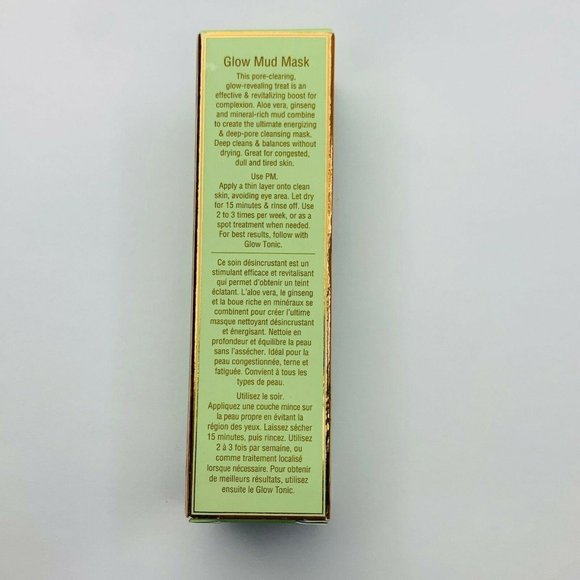 Glow Mud Mask
This pore-clearing,
glow-revealing treat is an
effective & revitalizing boost for
complexion. Aloe vera, ginseng
and mineral-rich mud combine
to create the ultimate energizing
& deep-pore cleansing mask.
Deep cleans & balances without
drying. Great for congested,
dull and tired skin.
Use PM.
Apply a thin layer onto clean
skin, avoiding eye area. Let dry
for 15 minutes & rinse off. Use
2 to 3 times per week, or as a
spot treatment when needed.
For best results, follow with
Glow Tonic.
Ce soin désincrustant est un
stimulant efficace et revitalisant
qui permet d'obtenir un teint
éclatant. L'aloe vera, le ginseng
et la boue riche en minéraux se
combinent pour créer l'ultime
masque nettoyant désincrustant
et énergisant. Nettoie en
profondeur et équilibre la peau
sans l'assécher. Idéal pour la
peau congestionnée, terne et
fatiguée. Convient à tous les
types de peau.
Utilisez le soir.
Appliquez une couche mince sur
la peau propre en évitant la
région des yeux. Laissez sécher
15 minutes, puis rincez. Utilisez
2 à 3 fois par semaine, ou
comme traitement localisé
lorsque nécessaire. Pour obtenir
de meilleurs résultats, utilisez
ensuite le Glow Tonic.